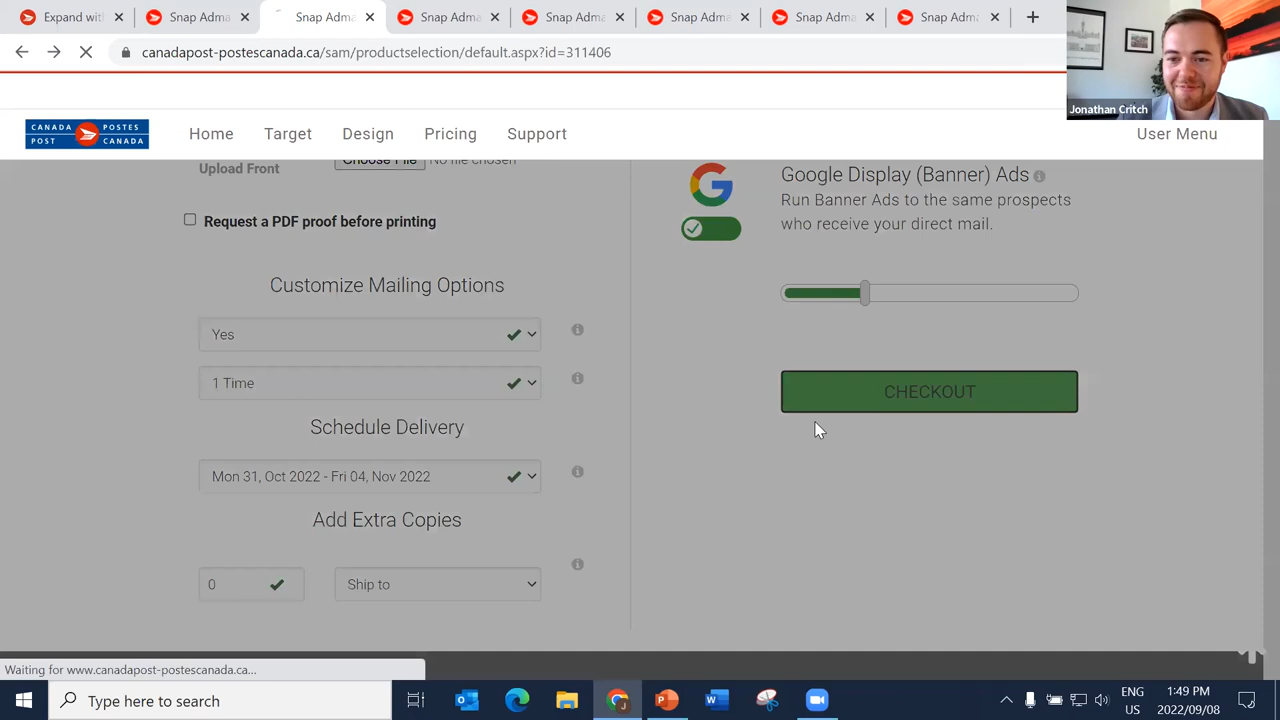 Expand wit
Snap Adma
Snap Adma
Snap Adma
Snap Adma
Snap Adma
Snap Adma
Snap Adma
canadapost-postescanada.ca/sam/productselection/default.aspx?id=311406
Jonathan Critch
CANADA POST
POSTES CANADA
Home
Target
Design
Pricing
Support
User Menu
Upload Front
Choose File No file chosen
Request a PDF proof before printing
Customize Mailing Options
Yes
1 Time
Schedule Delivery
Mon 31, Oct 2022 - Fri 04, Nov 2022
Add Extra Copies
0
Ship to
Google Display (Banner) Ads
Run Banner Ads to the same prospects
who receive your direct mail.
CHECKOUT
Waiting for www.canadapost-postescanada.ca...
Type here to search
ENG
US
1:49 PM
2022/09/08